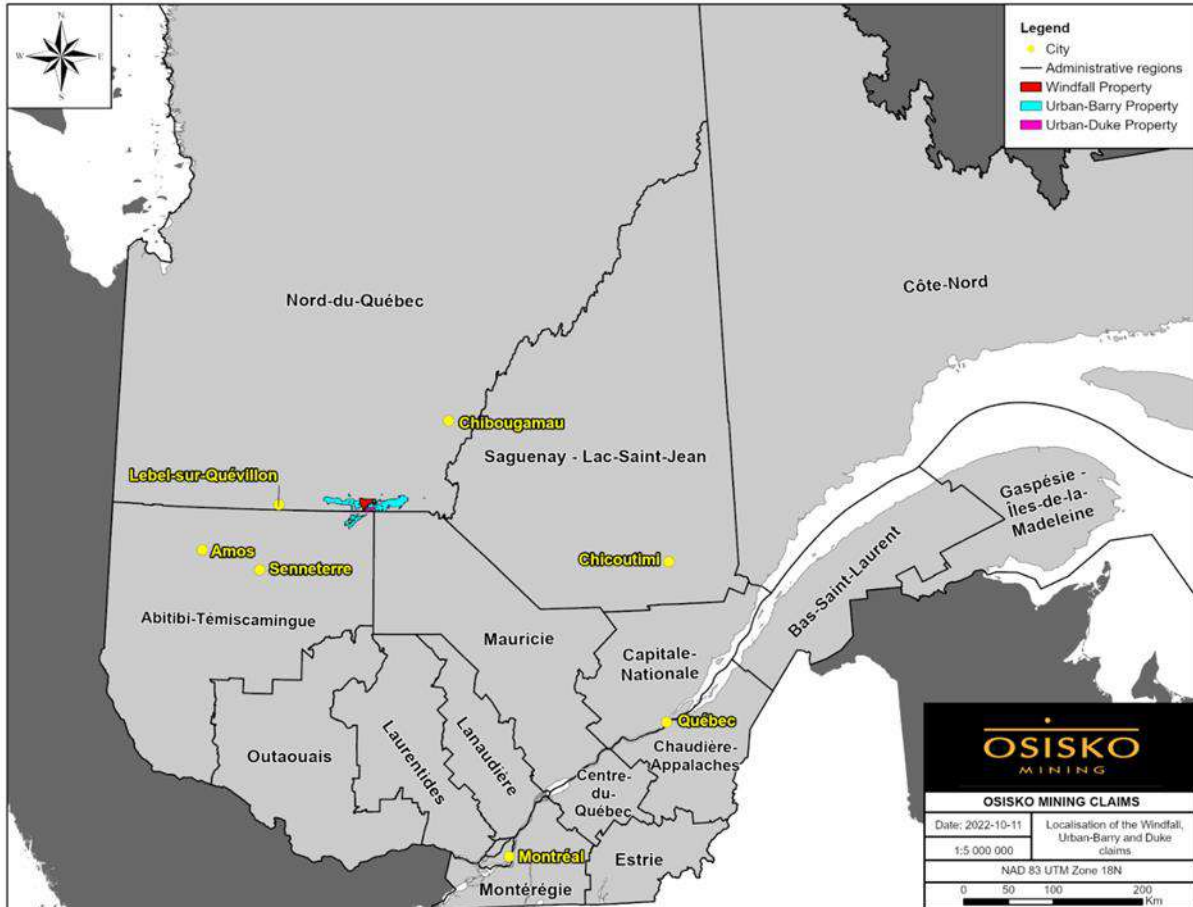 N
W
E
S
Legend
City
Administrative regions
Windfall Property
Urban-Barry Property
Urban-Duke Property
Nord-du-Québec
Côte-Nord
Chibougamau
Saguenay - Lac-Saint-Jean
Lebel-sur-Quévillon
Gaspésie -
Îles-de-la-
Madeleine
Amos
Senneterre
Chicoutimi
Bas-Saint-Laurent
Abitibi-Témiscamingue
Mauricie
Capitale-
Nationale
Outaouais
Laurentides
Lanaudière
Québec
Chaudière-
Appalaches
Centre-
du-
Québec
Montréal
Estrie
Montérégie
OSISKO
MINING
OSISKO MINING CLAIMS
Date: 2022-10-11
1:5 000 000
Localisation of the Windfall,
Urban-Barry and Duke
claims
NAD 83 UTM Zone 18N
0 50 100 200
Km